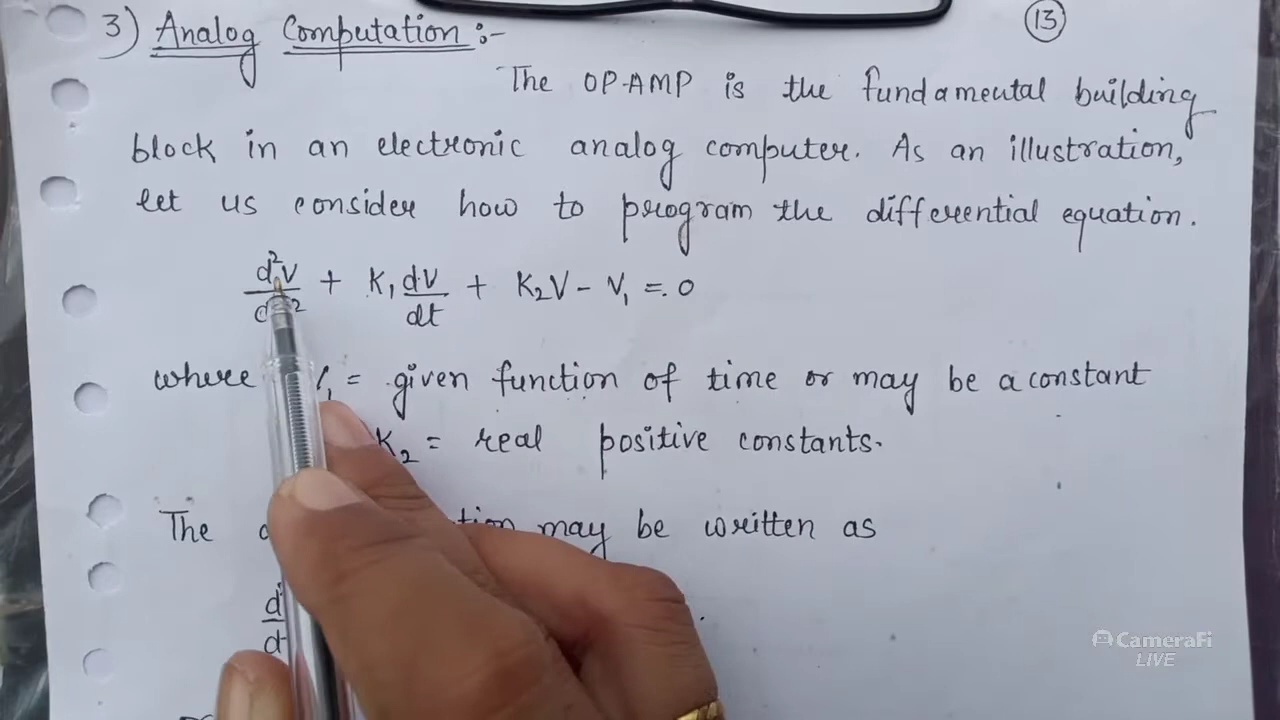 3) Analog Computation :-
13
The OP-AMP is the fundamental building
block in an electronic analog computer. As an illustration,
let us consider how to program the differential equation.
d²V + K₁ dV/dt + K₂V - V₁ = 0
where = given function of time or may be a constant
K₂ = real positive constants.
The may be written as
CameraFi
LIVE